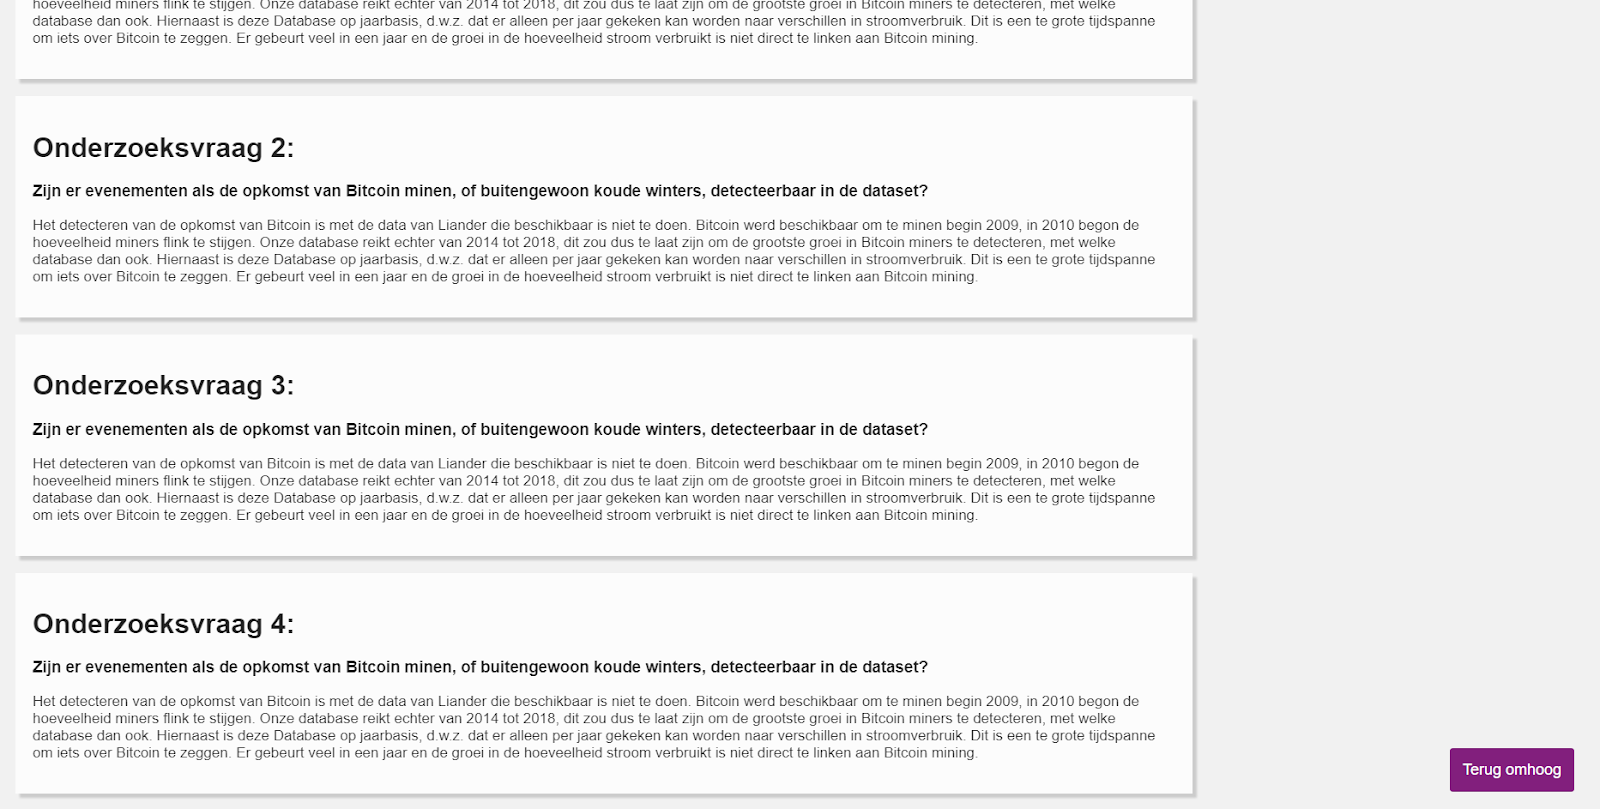 hoeveelheid miners flink te stijgen. Onze database reikt echter van 2014 tot 2018, dit zou dus te laat zijn om de grootste groei in Bitcoin miners te detecteren, met welke
database dan ook. Hiernaast is deze Database op jaarbasis, d.w.z. dat er alleen per jaar gekeken kan worden naar verschillen in stroomverbruik. Dit is een te grote tijdspanne
om iets over Bitcoin te zeggen. Er gebeurt veel in een jaar en de groei in de hoeveelheid stroom verbruikt is niet direct te linken aan Bitcoin mining.
Onderzoeksvraag 2:
Zijn er evenementen als de opkomst van Bitcoin minen, of buitengewoon koude winters, detecteerbaar in de dataset?
Het detecteren van de opkomst van Bitcoin is met de data van Liander die beschikbaar is niet te doen. Bitcoin werd beschikbaar om te minen begin 2009, in 2010 begon de
hoeveelheid miners flink te stijgen. Onze database reikt echter van 2014 tot 2018, dit zou dus te laat zijn om de grootste groei in Bitcoin miners te detecteren, met welke
database dan ook. Hiernaast is deze Database op jaarbasis, d.w.z. dat er alleen per jaar gekeken kan worden naar verschillen in stroomverbruik. Dit is een te grote tijdspanne
om iets over Bitcoin te zeggen. Er gebeurt veel in een jaar en de groei in de hoeveelheid stroom verbruikt is niet direct te linken aan Bitcoin mining.
Onderzoeksvraag 3:
Zijn er evenementen als de opkomst van Bitcoin minen, of buitengewoon koude winters, detecteerbaar in de dataset?
Het detecteren van de opkomst van Bitcoin is met de data van Liander die beschikbaar is niet te doen. Bitcoin werd beschikbaar om te minen begin 2009, in 2010 begon de
hoeveelheid miners flink te stijgen. Onze database reikt echter van 2014 tot 2018, dit zou dus te laat zijn om de grootste groei in Bitcoin miners te detecteren, met welke
database dan ook. Hiernaast is deze Database op jaarbasis, d.w.z. dat er alleen per jaar gekeken kan worden naar verschillen in stroomverbruik. Dit is een te grote tijdspanne
om iets over Bitcoin te zeggen. Er gebeurt veel in een jaar en de groei in de hoeveelheid stroom verbruikt is niet direct te linken aan Bitcoin mining.
Onderzoeksvraag 4:
Zijn er evenementen als de opkomst van Bitcoin minen, of buitengewoon koude winters, detecteerbaar in de dataset?
Het detecteren van de opkomst van Bitcoin is met de data van Liander die beschikbaar is niet te doen. Bitcoin werd beschikbaar om te minen begin 2009, in 2010 begon de
hoeveelheid miners flink te stijgen. Onze database reikt echter van 2014 tot 2018, dit zou dus te laat zijn om de grootste groei in Bitcoin miners te detecteren, met welke
database dan ook. Hiernaast is deze Database op jaarbasis, d.w.z. dat er alleen per jaar gekeken kan worden naar verschillen in stroomverbruik. Dit is een te grote tijdspanne
om iets over Bitcoin te zeggen. Er gebeurt veel in een jaar en de groei in de hoeveelheid stroom verbruikt is niet direct te linken aan Bitcoin mining.
Terug omhoog